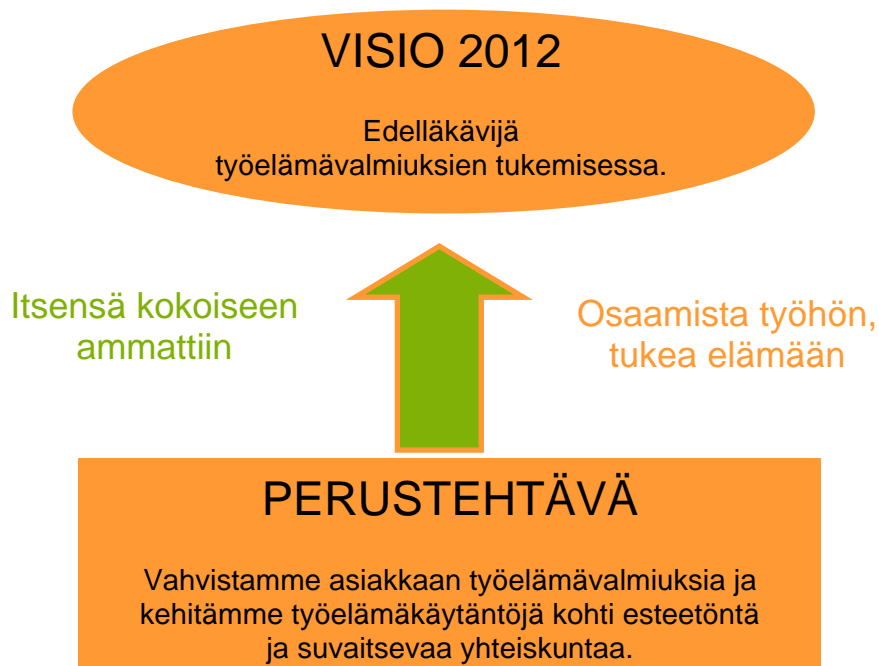 VISIO 2012
Edelläkävijä
työelämävalmiuksien tukemisessa.
Itsensä kokoiseen
ammattiin
Osaamista työhön,
tukea elämään
PERUSTEHTÄVÄ
Vahvistamme asiakkaan työelämävalmiuksia ja
kehitämme työelämäkäytäntöjä kohti esteetöntä
ja suvaitsevaa yhteiskuntaa.